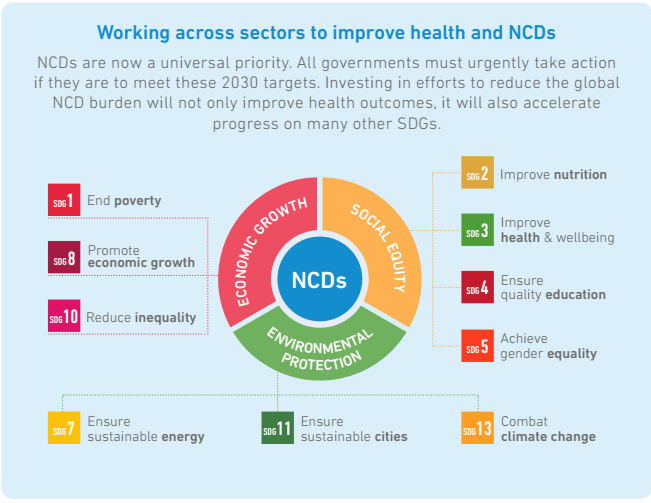 Working across sectors to improve health and NCDs
NCDs are now a universal priority. All governments must urgently take action
if they are to meet these 2030 targets. Investing in efforts to reduce the global
NCD burden will not only improve health outcomes, it will also accelerate
progress on many other SDGs.
SDG 1 End poverty
SDG 8 Promote
economic growth
SDG 10 Reduce inequality
ECONOMIC GROWTH
SOCIAL EQUITY
NCDs
ENVIRONMENTAL
PROTECTION
SDG 2 Improve nutrition
SDG 3 Improve
health & wellbeing
SDG 4 Ensure
quality education
SDG 5 Achieve
gender equality
SDG 7 Ensure
sustainable energy
SDG 11 Ensure
sustainable cities
SDG 13 Combat
climate change